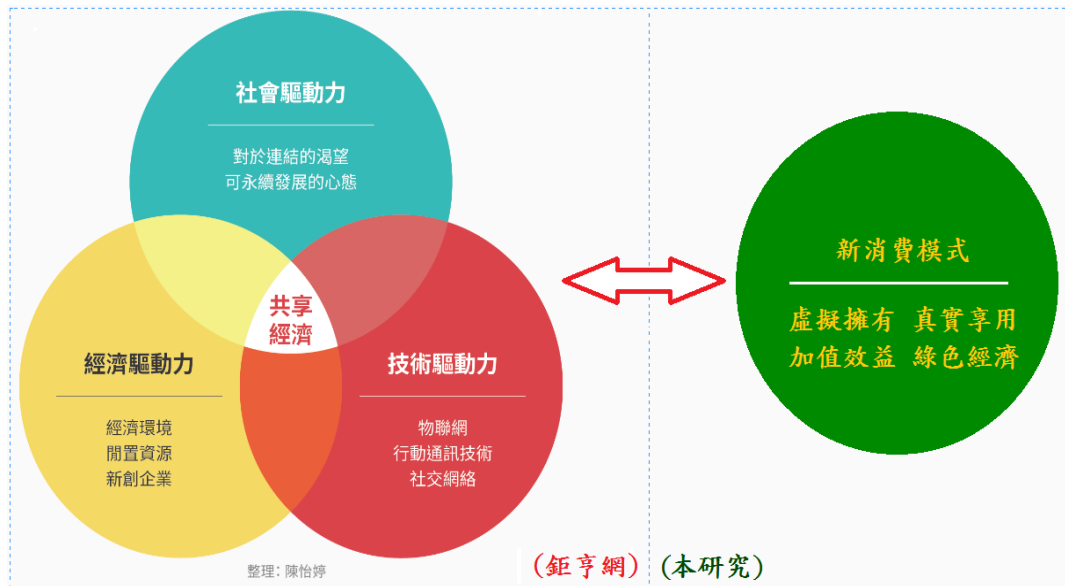 社會驅動力
對於連結的渴望
可永續發展的心態
共享
經濟
經濟驅動力
經濟環境
閒置資源
新創企業
技術驅動力
物聯網
行動通訊技術
社交網絡
整理：陳怡婷
(鉅亨網)
新消費模式
虛擬擁有 真實享用
加值效益 綠色經濟
(本研究)